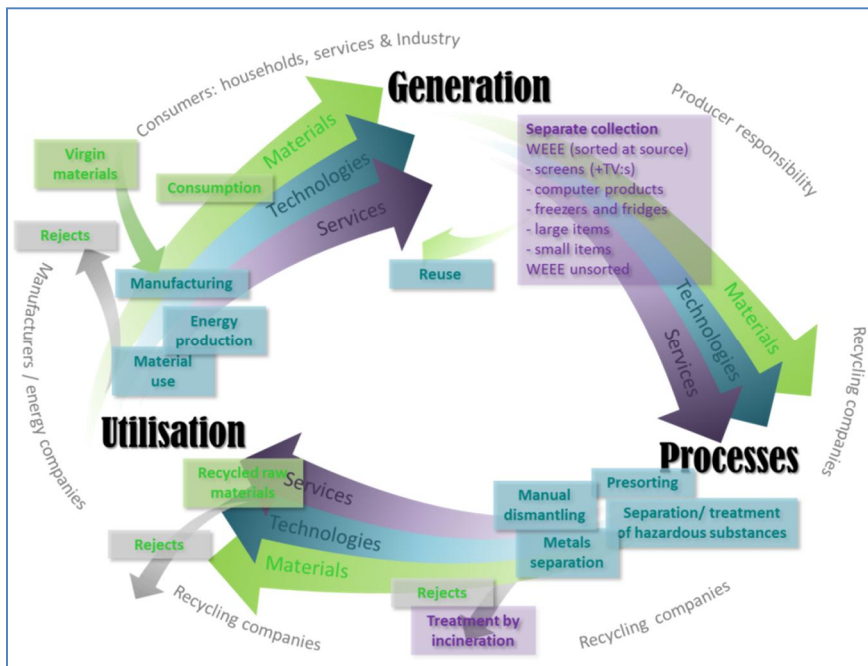 Consumers: households, services & Industry
Generation
Producer responsibility
Separate collection
WEEE (sorted at source)
- screens (+TV:s)
- computer products
- freezers and fridges
- large items
- small items
WEEE unsorted
Virgin
materials
Consumption
Materials
Technologies
Services
Rejects
Manufacturing
Energy
production
Material
use
Reuse
Manufacturers / energy companies
Materials
Technologies
Services
Recycling companies
Utilisation
Processes
Recycled raw
materials
Services
Technologies
Materials
Presorting
Manual
dismantling
Separation/ treatment
of hazardous substances
Metals
separation
Rejects
Rejects
Treatment by
incineration
Recycling companies
Recycling companies